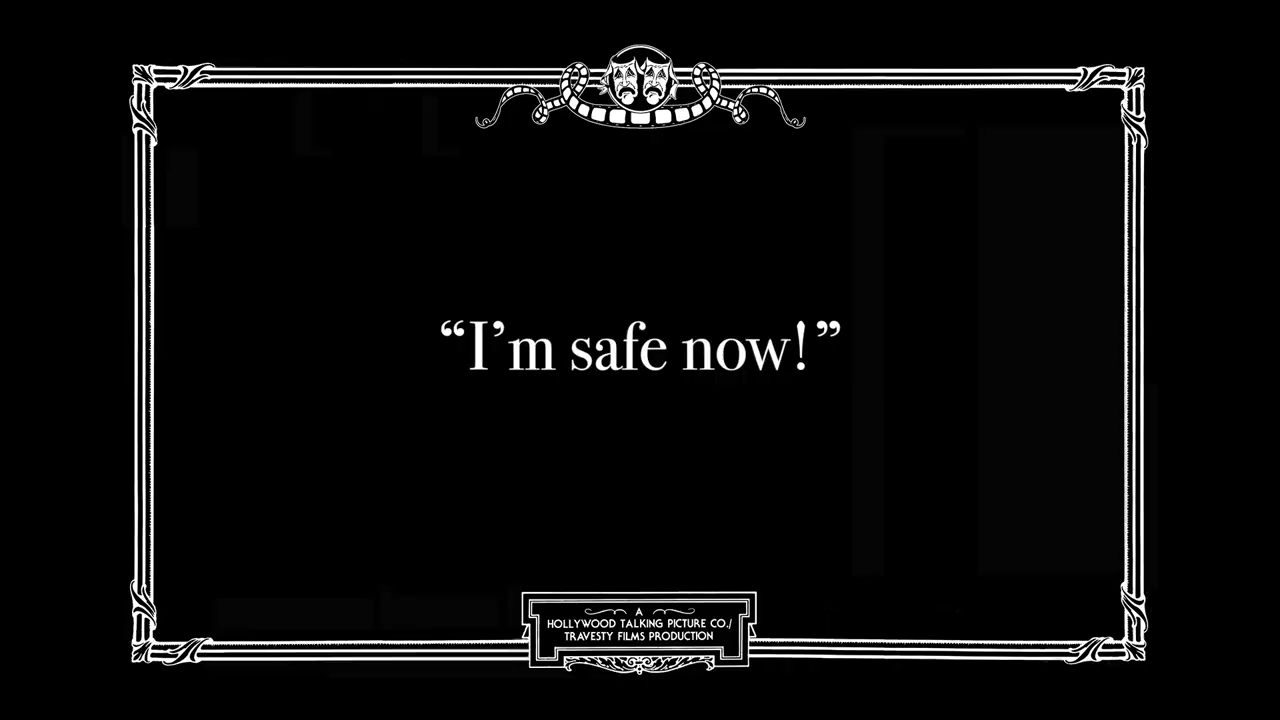 “I’m safe now!”
A
HOLLYWOOD TALKING PICTURE CO./
TRAVESTY FILMS PRODUCTION